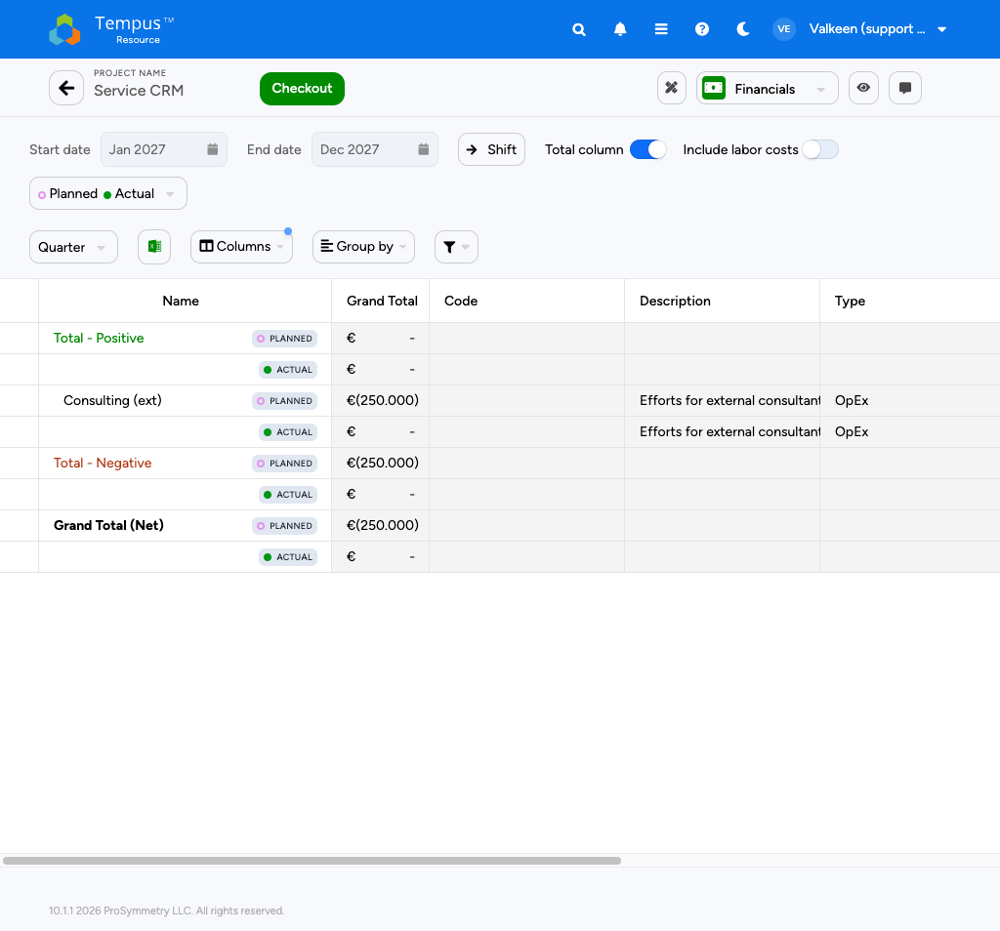 Tempus™
Resource
VE
Valkeen (support ...
PROJECT NAME
Service CRM
Checkout
Financials
Start date
Jan 2027
End date
Dec 2027
Shift
Total column
Include labor costs
Planned Actual
Quarter
Columns
Group by
Name Grand Total Code Description Type
Total - Positive PLANNED € -
ACTUAL € -
Consulting (ext) PLANNED €(250.000) Efforts for external consultant OpEx
ACTUAL € - Efforts for external consultant OpEx
Total - Negative PLANNED €(250.000)
ACTUAL € -
Grand Total (Net) PLANNED €(250.000)
ACTUAL € -
10.1.1 2026 ProSymmetry LLC. All rights reserved.